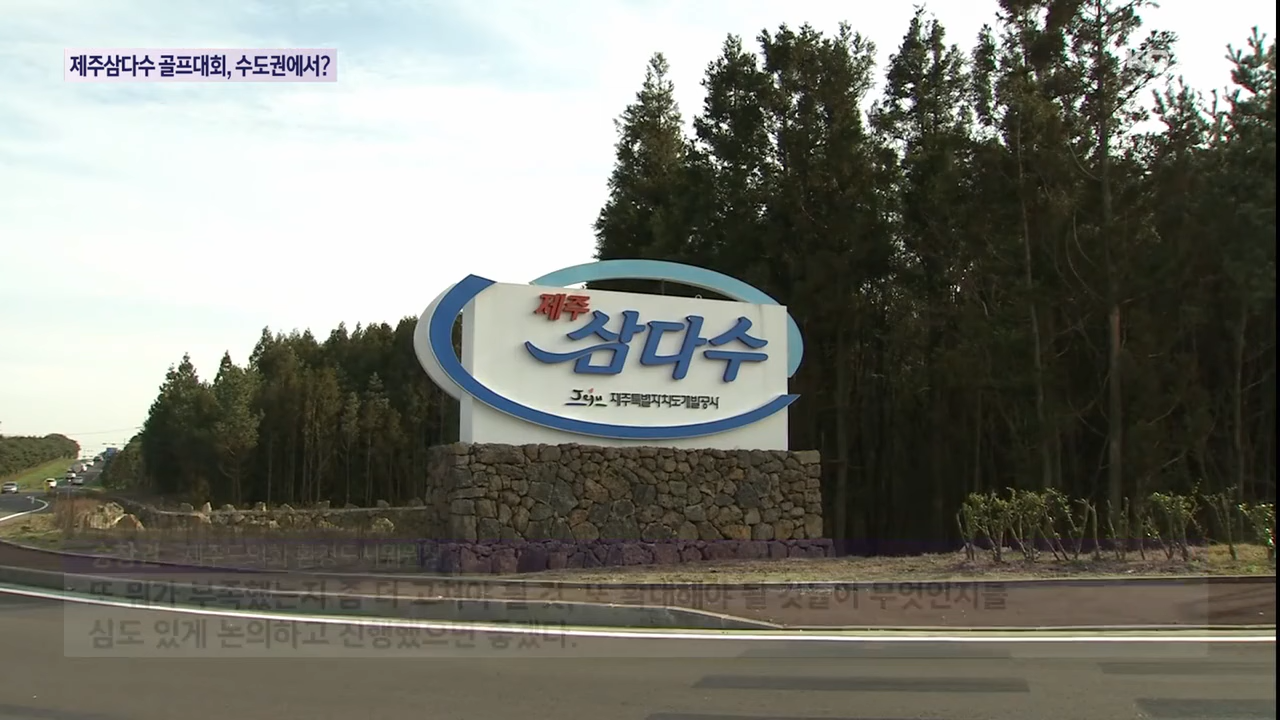 제주삼다수 골프대회, 수도권에서?
제주
삼다수
Jeju 제주특별자치도개발공사
또 뭐가 부족했는지 좀 더 고쳐야 될 것, 또 확대해야 될 것들이 무엇인지를
심도 있게 논의하고 진행했으면 좋겠다.